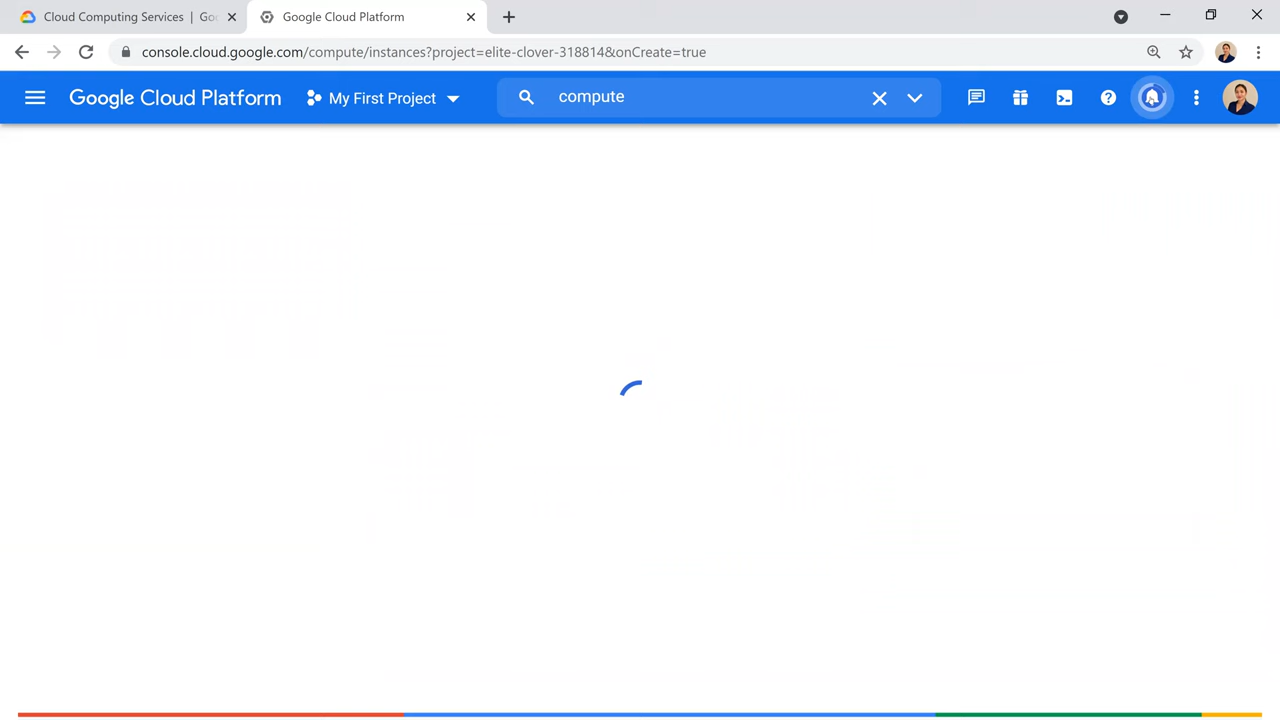 Cloud Computing Services | Goo
Google Cloud Platform
console.cloud.google.com/compute/instances?project=elite-clover-318814&onCreate=true
Google Cloud Platform
My First Project
compute